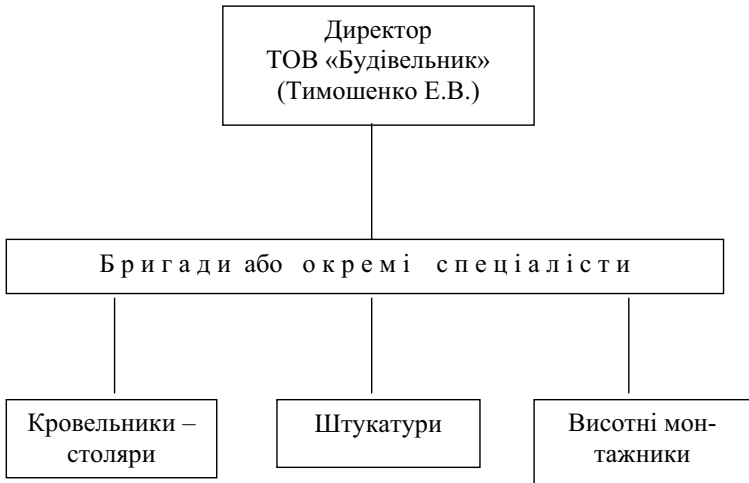 Директор
ТОВ «Будівельник»
(Тимошенко Е.В.)
Б р и г а д и або о к р е м і с п е ц і а л і с т и
Кровельники –
столяри
Штукатури
Висотні мон-
тажники